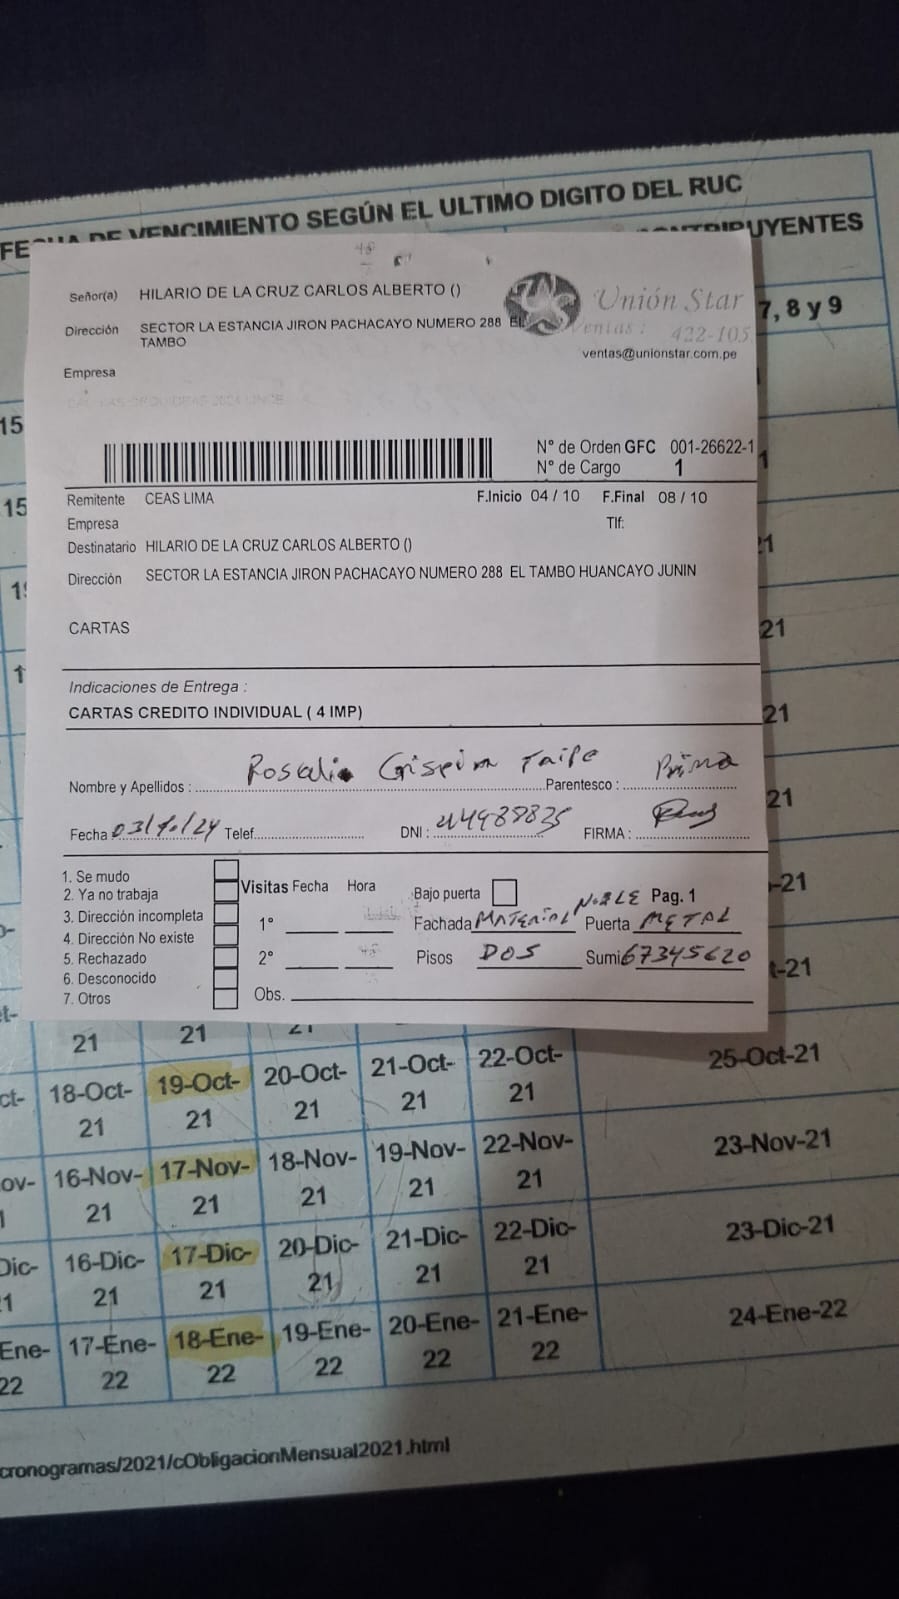 FECHA DE VENCIMIENTO SEGÚN EL ULTIMO DIGITO DEL RUC
CONTRIBUYENTES
7, 8 y 9
Señor(a) HILARIO DE LA CRUZ CARLOS ALBERTO ()
Unión Star
Dirección SECTOR LA ESTANCIA JIRON PACHACAYO NUMERO 288 EL
TAMBO
Ventas: 422-105
ventas@unionstar.com.pe
Empresa
N° de Orden GFC 001-26622-1
N° de Cargo 1
Remitente CEAS LIMA F.Inicio 04 / 10 F.Final 08 / 10
Empresa Tlf:
Destinatario HILARIO DE LA CRUZ CARLOS ALBERTO ()
Dirección SECTOR LA ESTANCIA JIRON PACHACAYO NUMERO 288 EL TAMBO HUANCAYO JUNIN
CARTAS
Indicaciones de Entrega :
CARTAS CREDITO INDIVIDUAL ( 4 IMP)
Nombre y Apellidos : Rosalia Crispin Taipe Parentesco : Prima
Fecha 03/10/24 Telef. DNI : FIRMA :
1. Se mudo
2. Ya no trabaja
3. Dirección incompleta
4. Dirección No existe
5. Rechazado
6. Desconocido
7. Otros
Visitas Fecha Hora
1°
2°
Obs.
Bajo puerta Pag. 1
Fachada MATERIAL NOBLE Puerta METAL
Pisos DOS Sumi 67345620
21 21 21
18-Oct-21 19-Oct-21 20-Oct-21 21-Oct-21 22-Oct-21 25-Oct-21
16-Nov-21 17-Nov-21 18-Nov-21 19-Nov-21 22-Nov-21 23-Nov-21
16-Dic-21 17-Dic-21 20-Dic-21 21-Dic-21 22-Dic-21 23-Dic-21
17-Ene-22 18-Ene-22 19-Ene-22 20-Ene-22 21-Ene-22 24-Ene-22
cronogramas/2021/cObligacionMensual2021.html